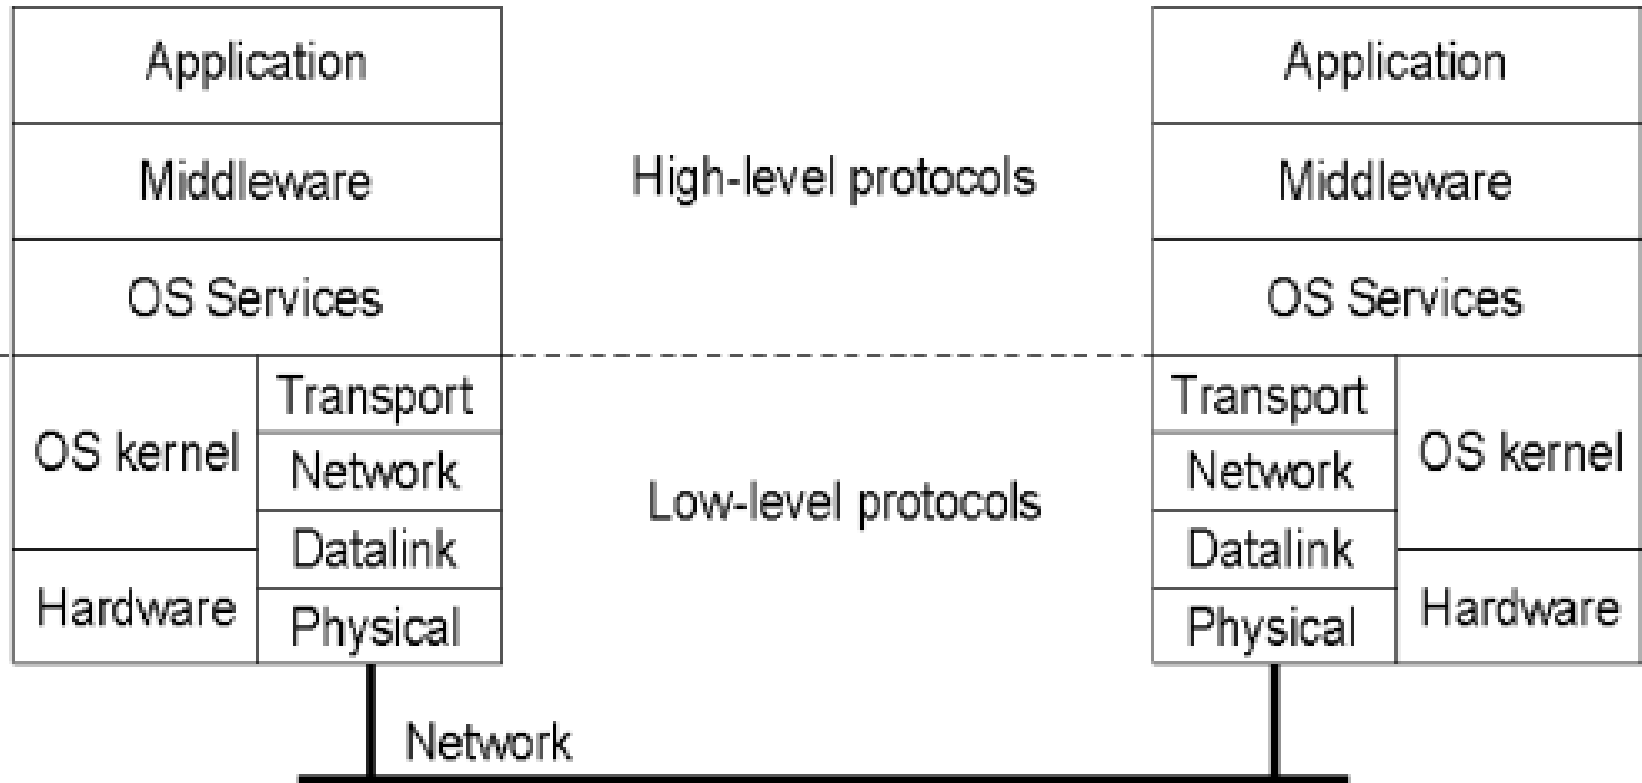 Application
Middleware
OS Services
OS kernel
Hardware
Transport
Network
Datalink
Physical
High-level protocols
Low-level protocols
Network
Application
Middleware
OS Services
Transport
Network
Datalink
Physical
OS kernel
Hardware